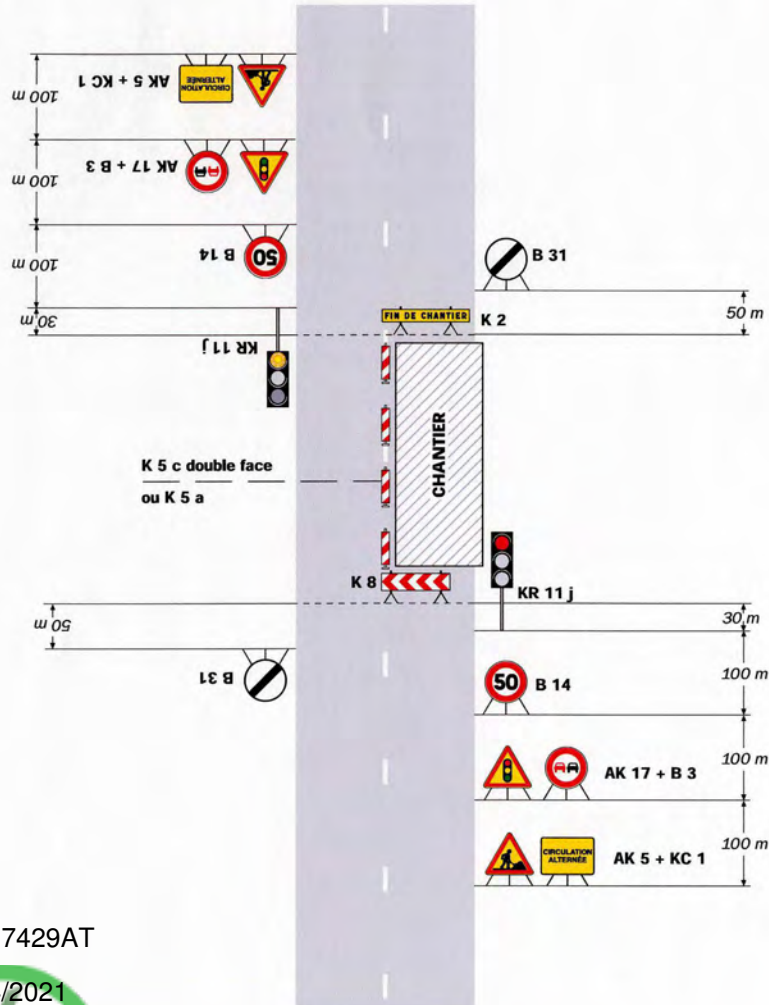 100 m
AK 5 + KC 1
CIRCULATION
ALTERNÉE
100 m
AK 17 + B 3
100 m
B 14
50
30 m
KR 11 j
B 31
FIN DE CHANTIER
K 2
50 m
CHANTIER
K 5 c double face
ou K 5 a
K 8
KR 11 j
50 m
30 m
B 31
50
B 14
100 m
AK 17 + B 3
100 m
CIRCULATION
ALTERNÉE
AK 5 + KC 1
100 m
7429AT
/2021